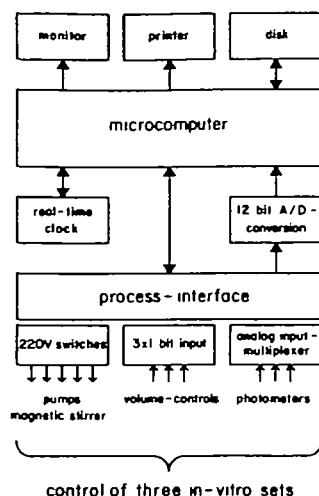 monitor
printer
disk
microcomputer
real-time
clock
12 bit A/D-
conversion
process-interface
220V switches
3x1 bit input
analog input-
multiplexer
pumps
magnetic stirrer
volume-controls
photometers
control of three in-vitro sets